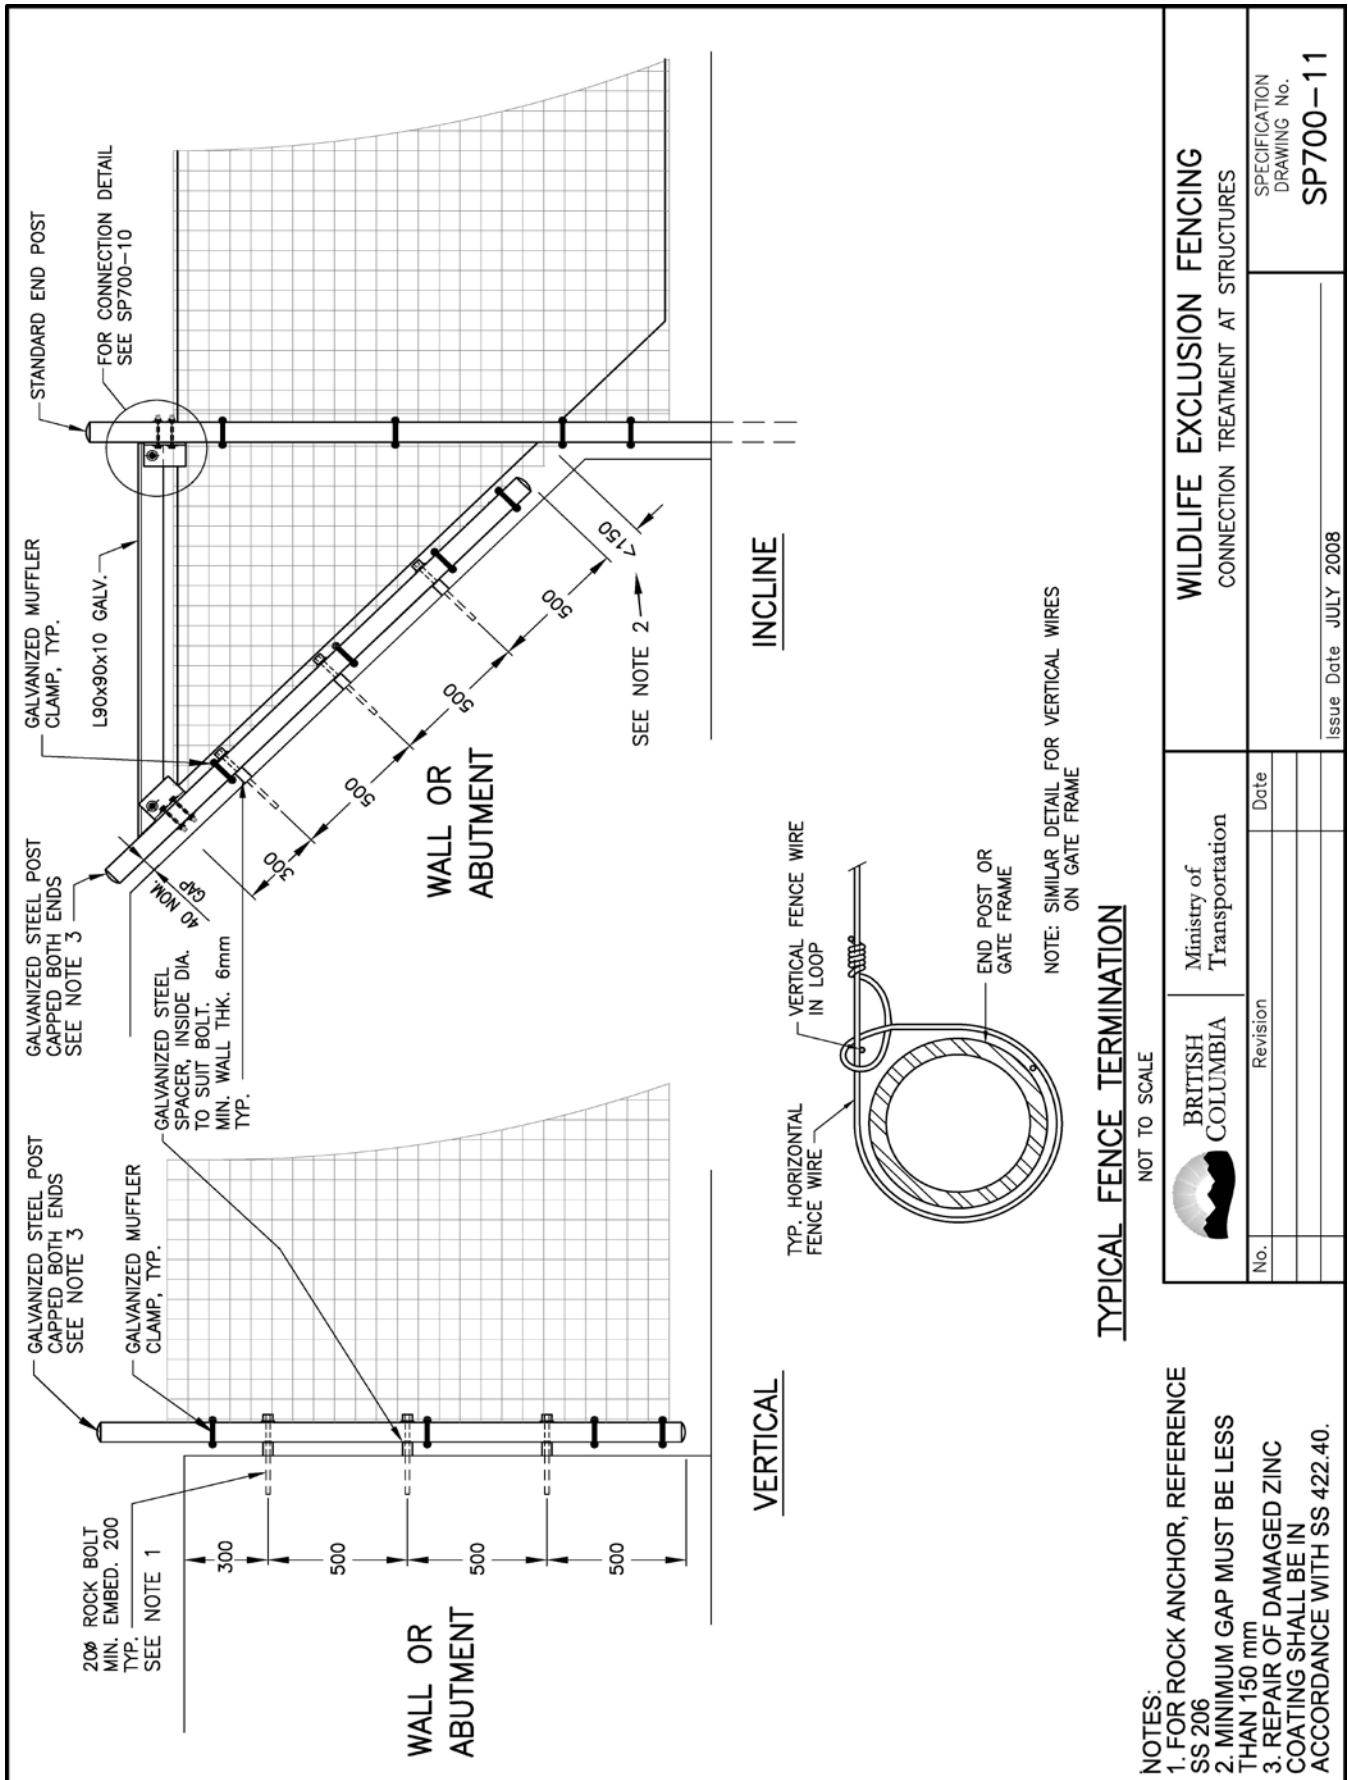 20ø ROCK BOLT
MIN. EMBED. 200
TYP.
SEE NOTE 1
GALVANIZED STEEL POST
CAPPED BOTH ENDS
SEE NOTE 3
GALVANIZED MUFFLER
CLAMP, TYP.
300
500
500
500
WALL OR
ABUTMENT
VERTICAL
GALVANIZED STEEL
SPACER, INSIDE DIA.
TO SUIT BOLT.
MIN. WALL THK. 6mm
TYP.
GALVANIZED STEEL POST
CAPPED BOTH ENDS
SEE NOTE 3
GALVANIZED MUFFLER
CLAMP, TYP.
L90x90x10 GALV.
STANDARD END POST
FOR CONNECTION DETAIL
SEE SP700-10
40 NOM.
GAP
300
500
500
500
<150
SEE NOTE 2
WALL OR
ABUTMENT
INCLINE
TYP. HORIZONTAL
FENCE WIRE
VERTICAL FENCE WIRE
IN LOOP
END POST OR
GATE FRAME
NOTE: SIMILAR DETAIL FOR VERTICAL WIRES
ON GATE FRAME
TYPICAL FENCE TERMINATION
NOT TO SCALE
NOTES:
1. FOR ROCK ANCHOR, REFERENCE
SS 206
2. MINIMUM GAP MUST BE LESS
THAN 150 mm
3. REPAIR OF DAMAGED ZINC
COATING SHALL BE IN
ACCORDANCE WITH SS 422.40.
BRITISH
COLUMBIA
Ministry of
Transportation
No.
Revision
Date
WILDLIFE EXCLUSION FENCING
CONNECTION TREATMENT AT STRUCTURES
Issue Date JULY 2008
SPECIFICATION
DRAWING No.
SP700-11